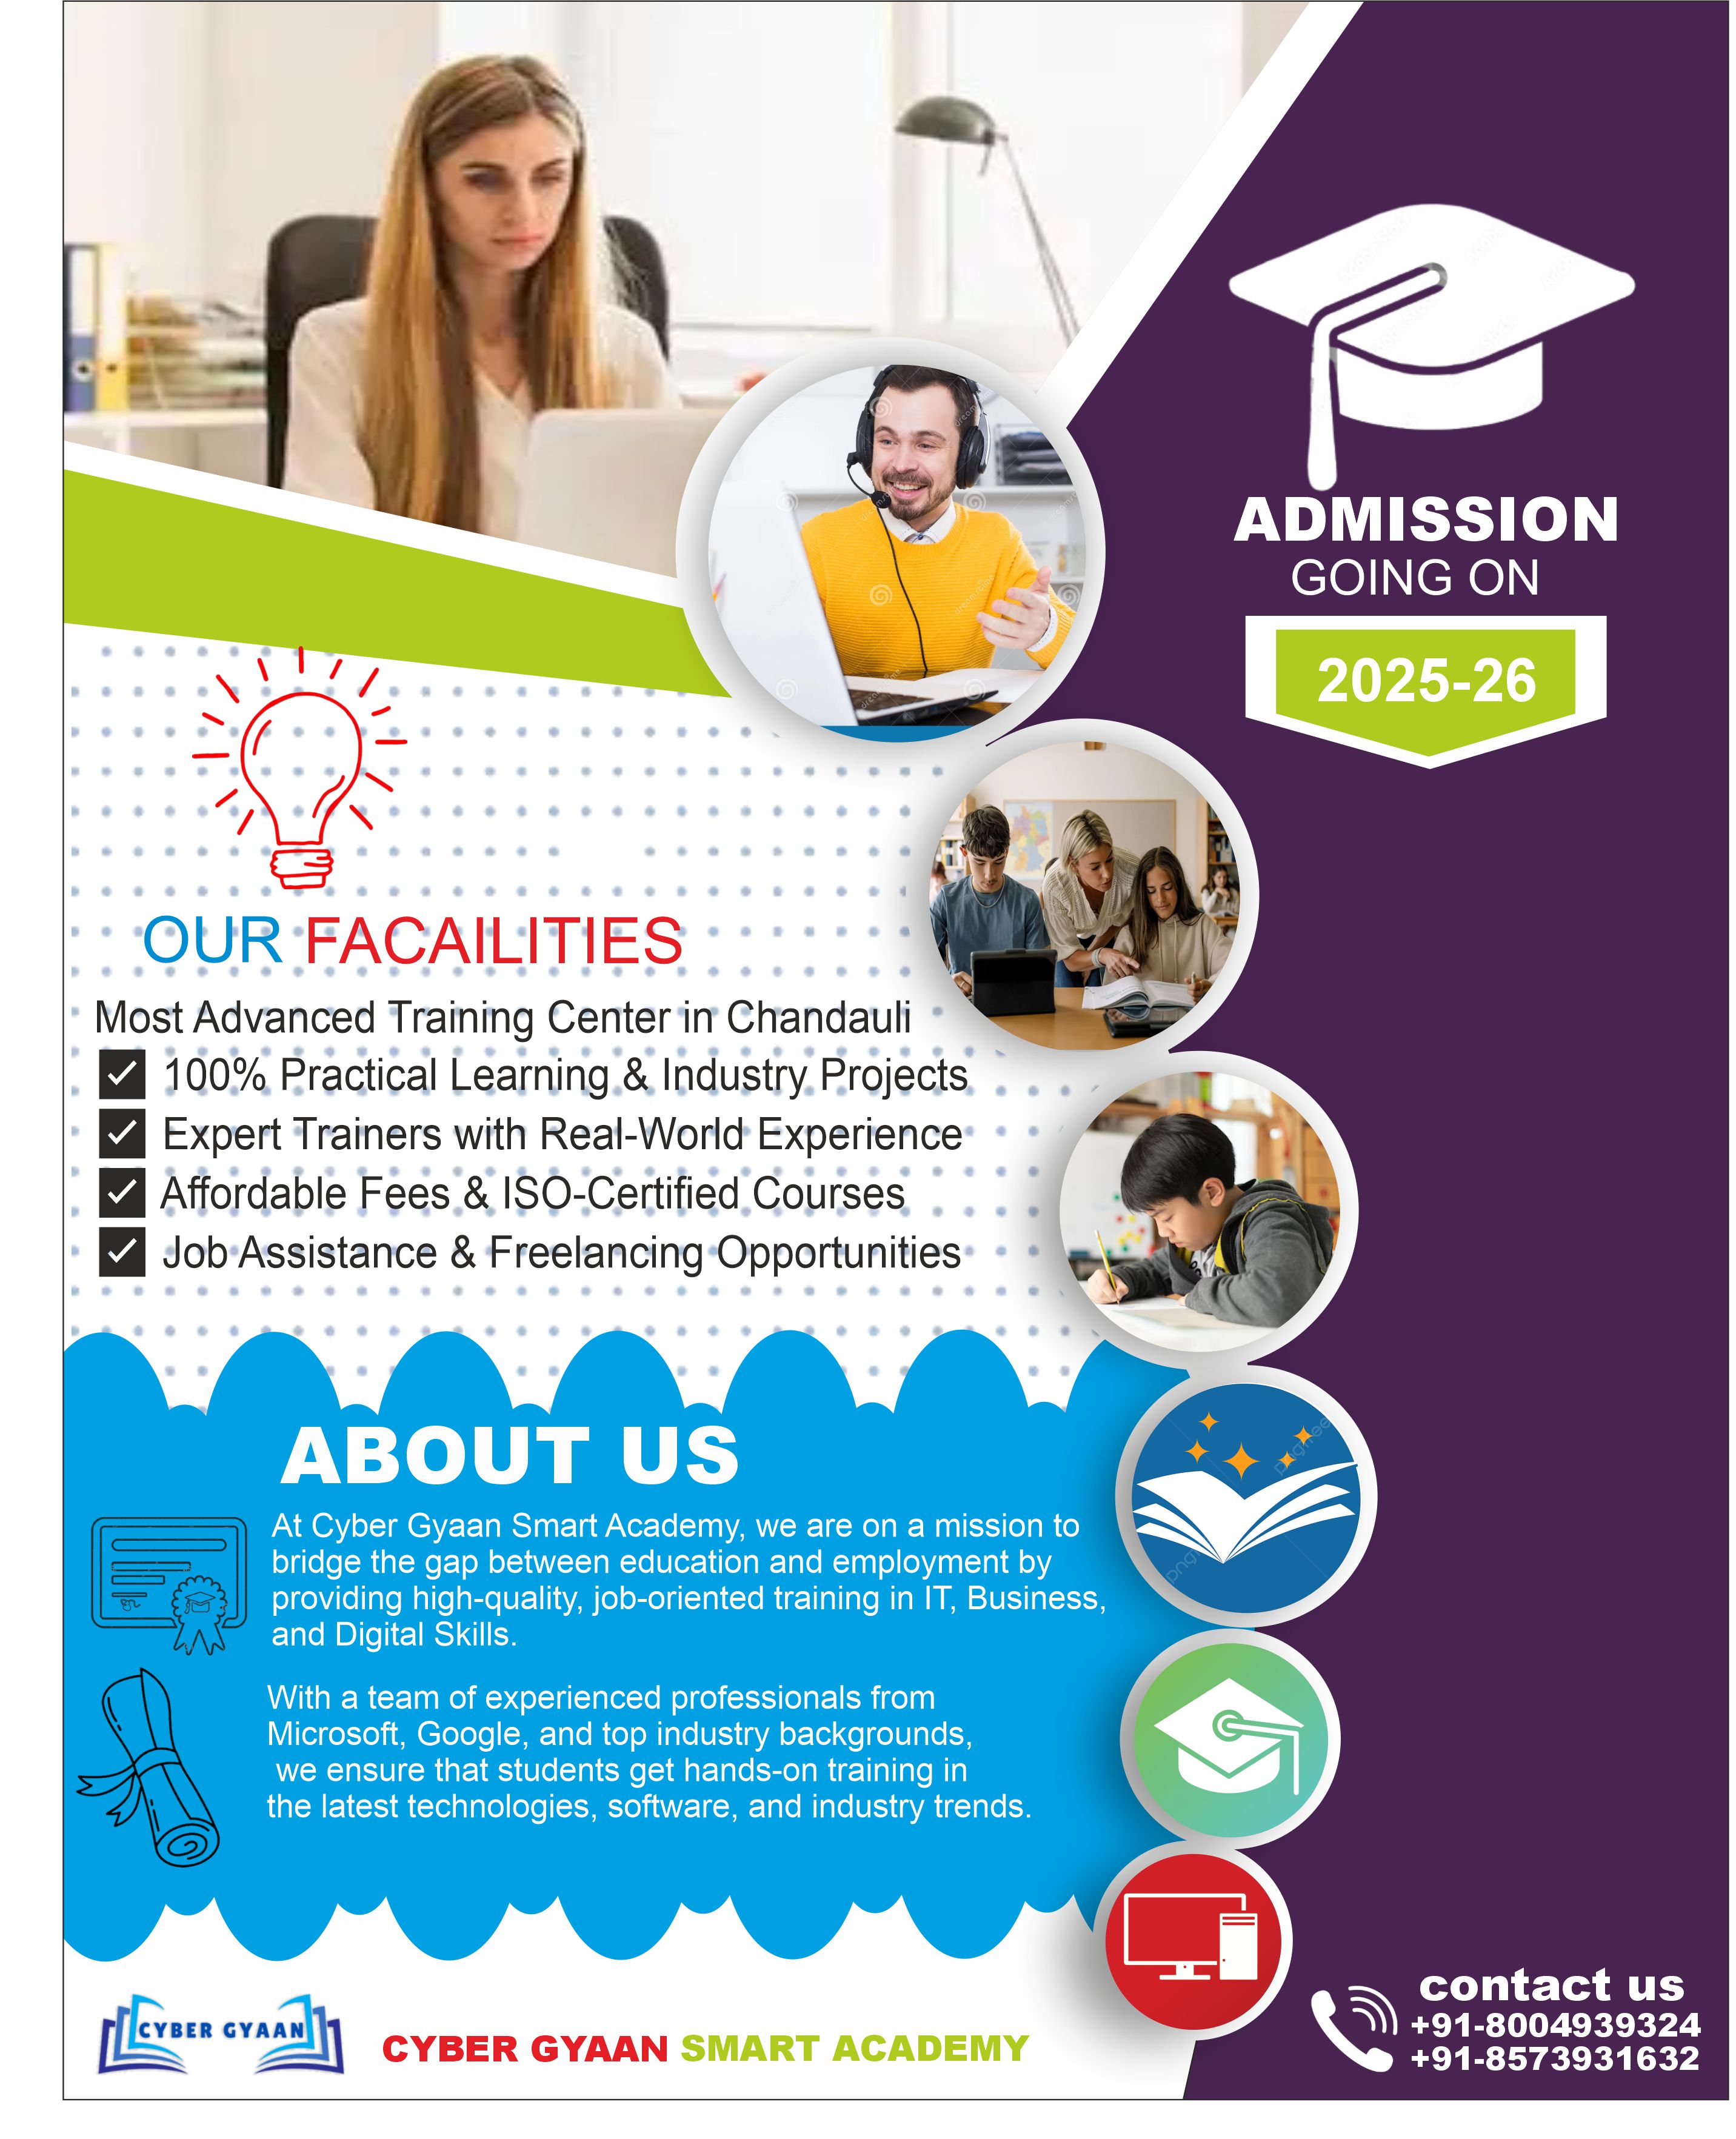 ADMISSION
GOING ON
2025-26
OUR FACAILITIES
Most Advanced Training Center in Chandauli
100% Practical Learning & Industry Projects
Expert Trainers with Real-World Experience
Affordable Fees & ISO-Certified Courses
Job Assistance & Freelancing Opportunities
ABOUT US
At Cyber Gyaan Smart Academy, we are on a mission to
bridge the gap between education and employment by
providing high-quality, job-oriented training in IT, Business,
and Digital Skills.
With a team of experienced professionals from
Microsoft, Google, and top industry backgrounds,
we ensure that students get hands-on training in
the latest technologies, software, and industry trends.
CYBER GYAAN
CYBER GYAAN SMART ACADEMY
contact us
+91-8004939324
+91-8573931632